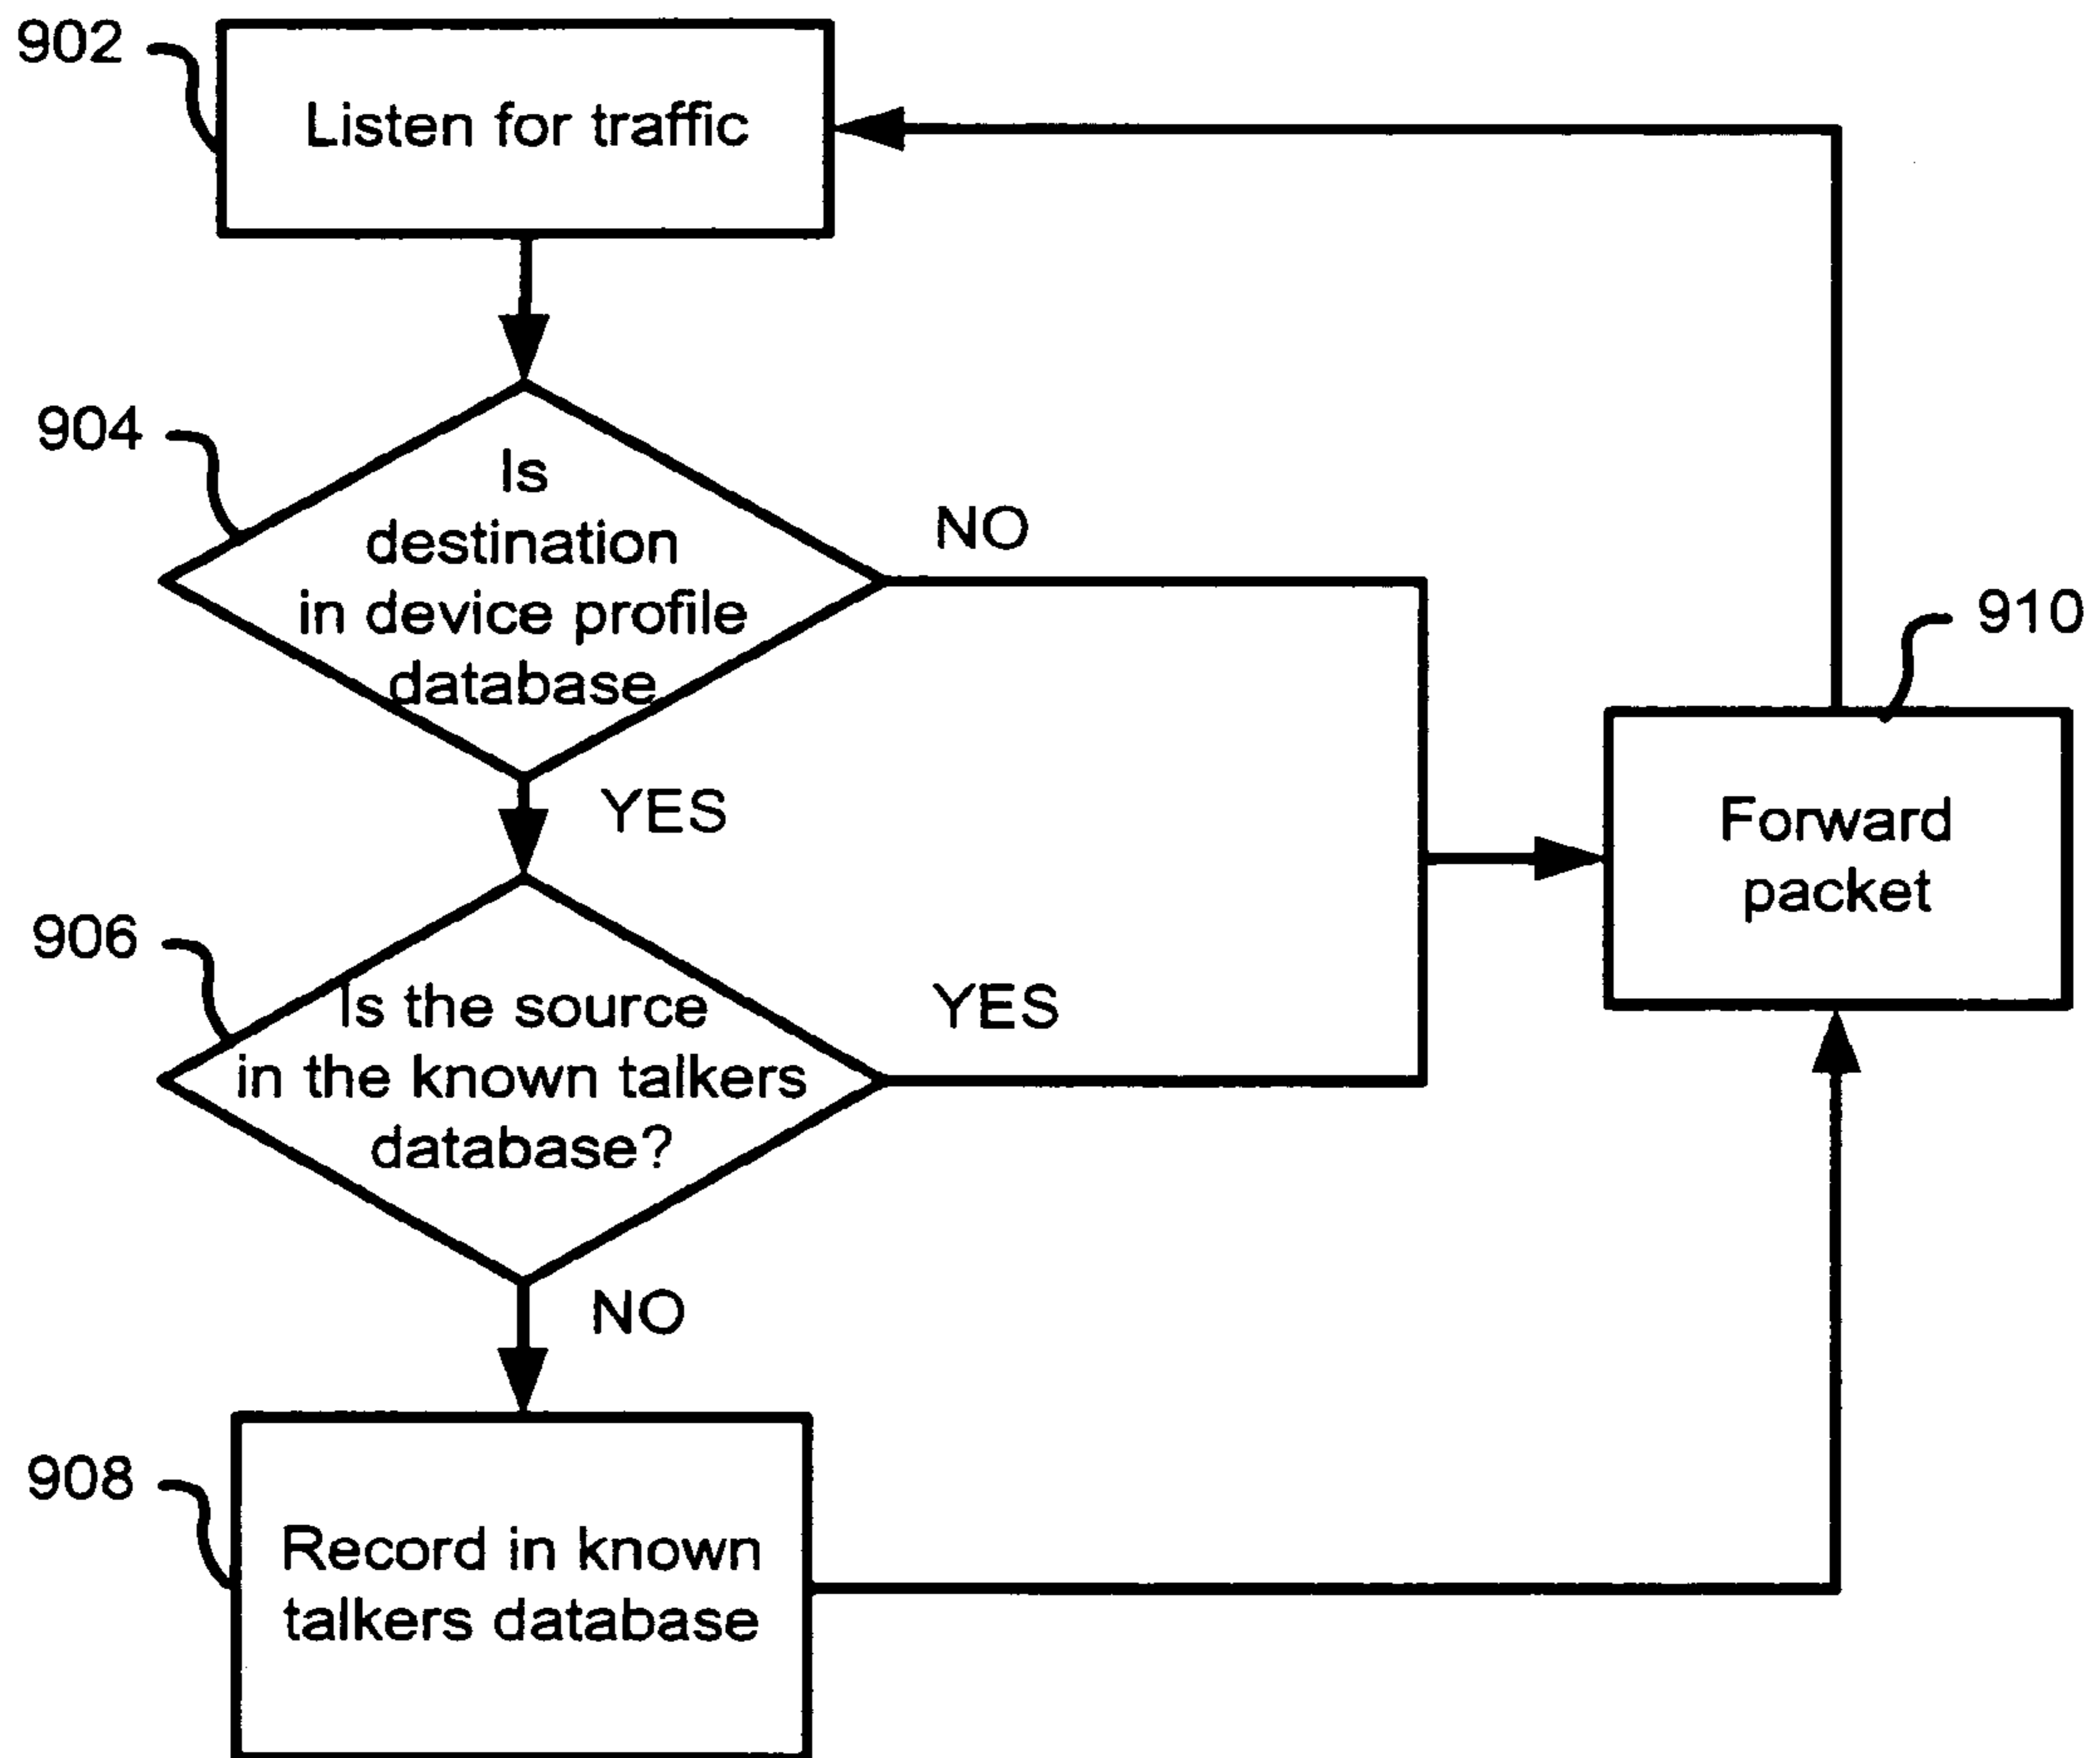 902
Listen for traffic
904
Is
destination
in device profile
database
NO
910
YES
Forward
packet
906
Is the source
in the known talkers
database?
YES
NO
908
Record in known
talkers database